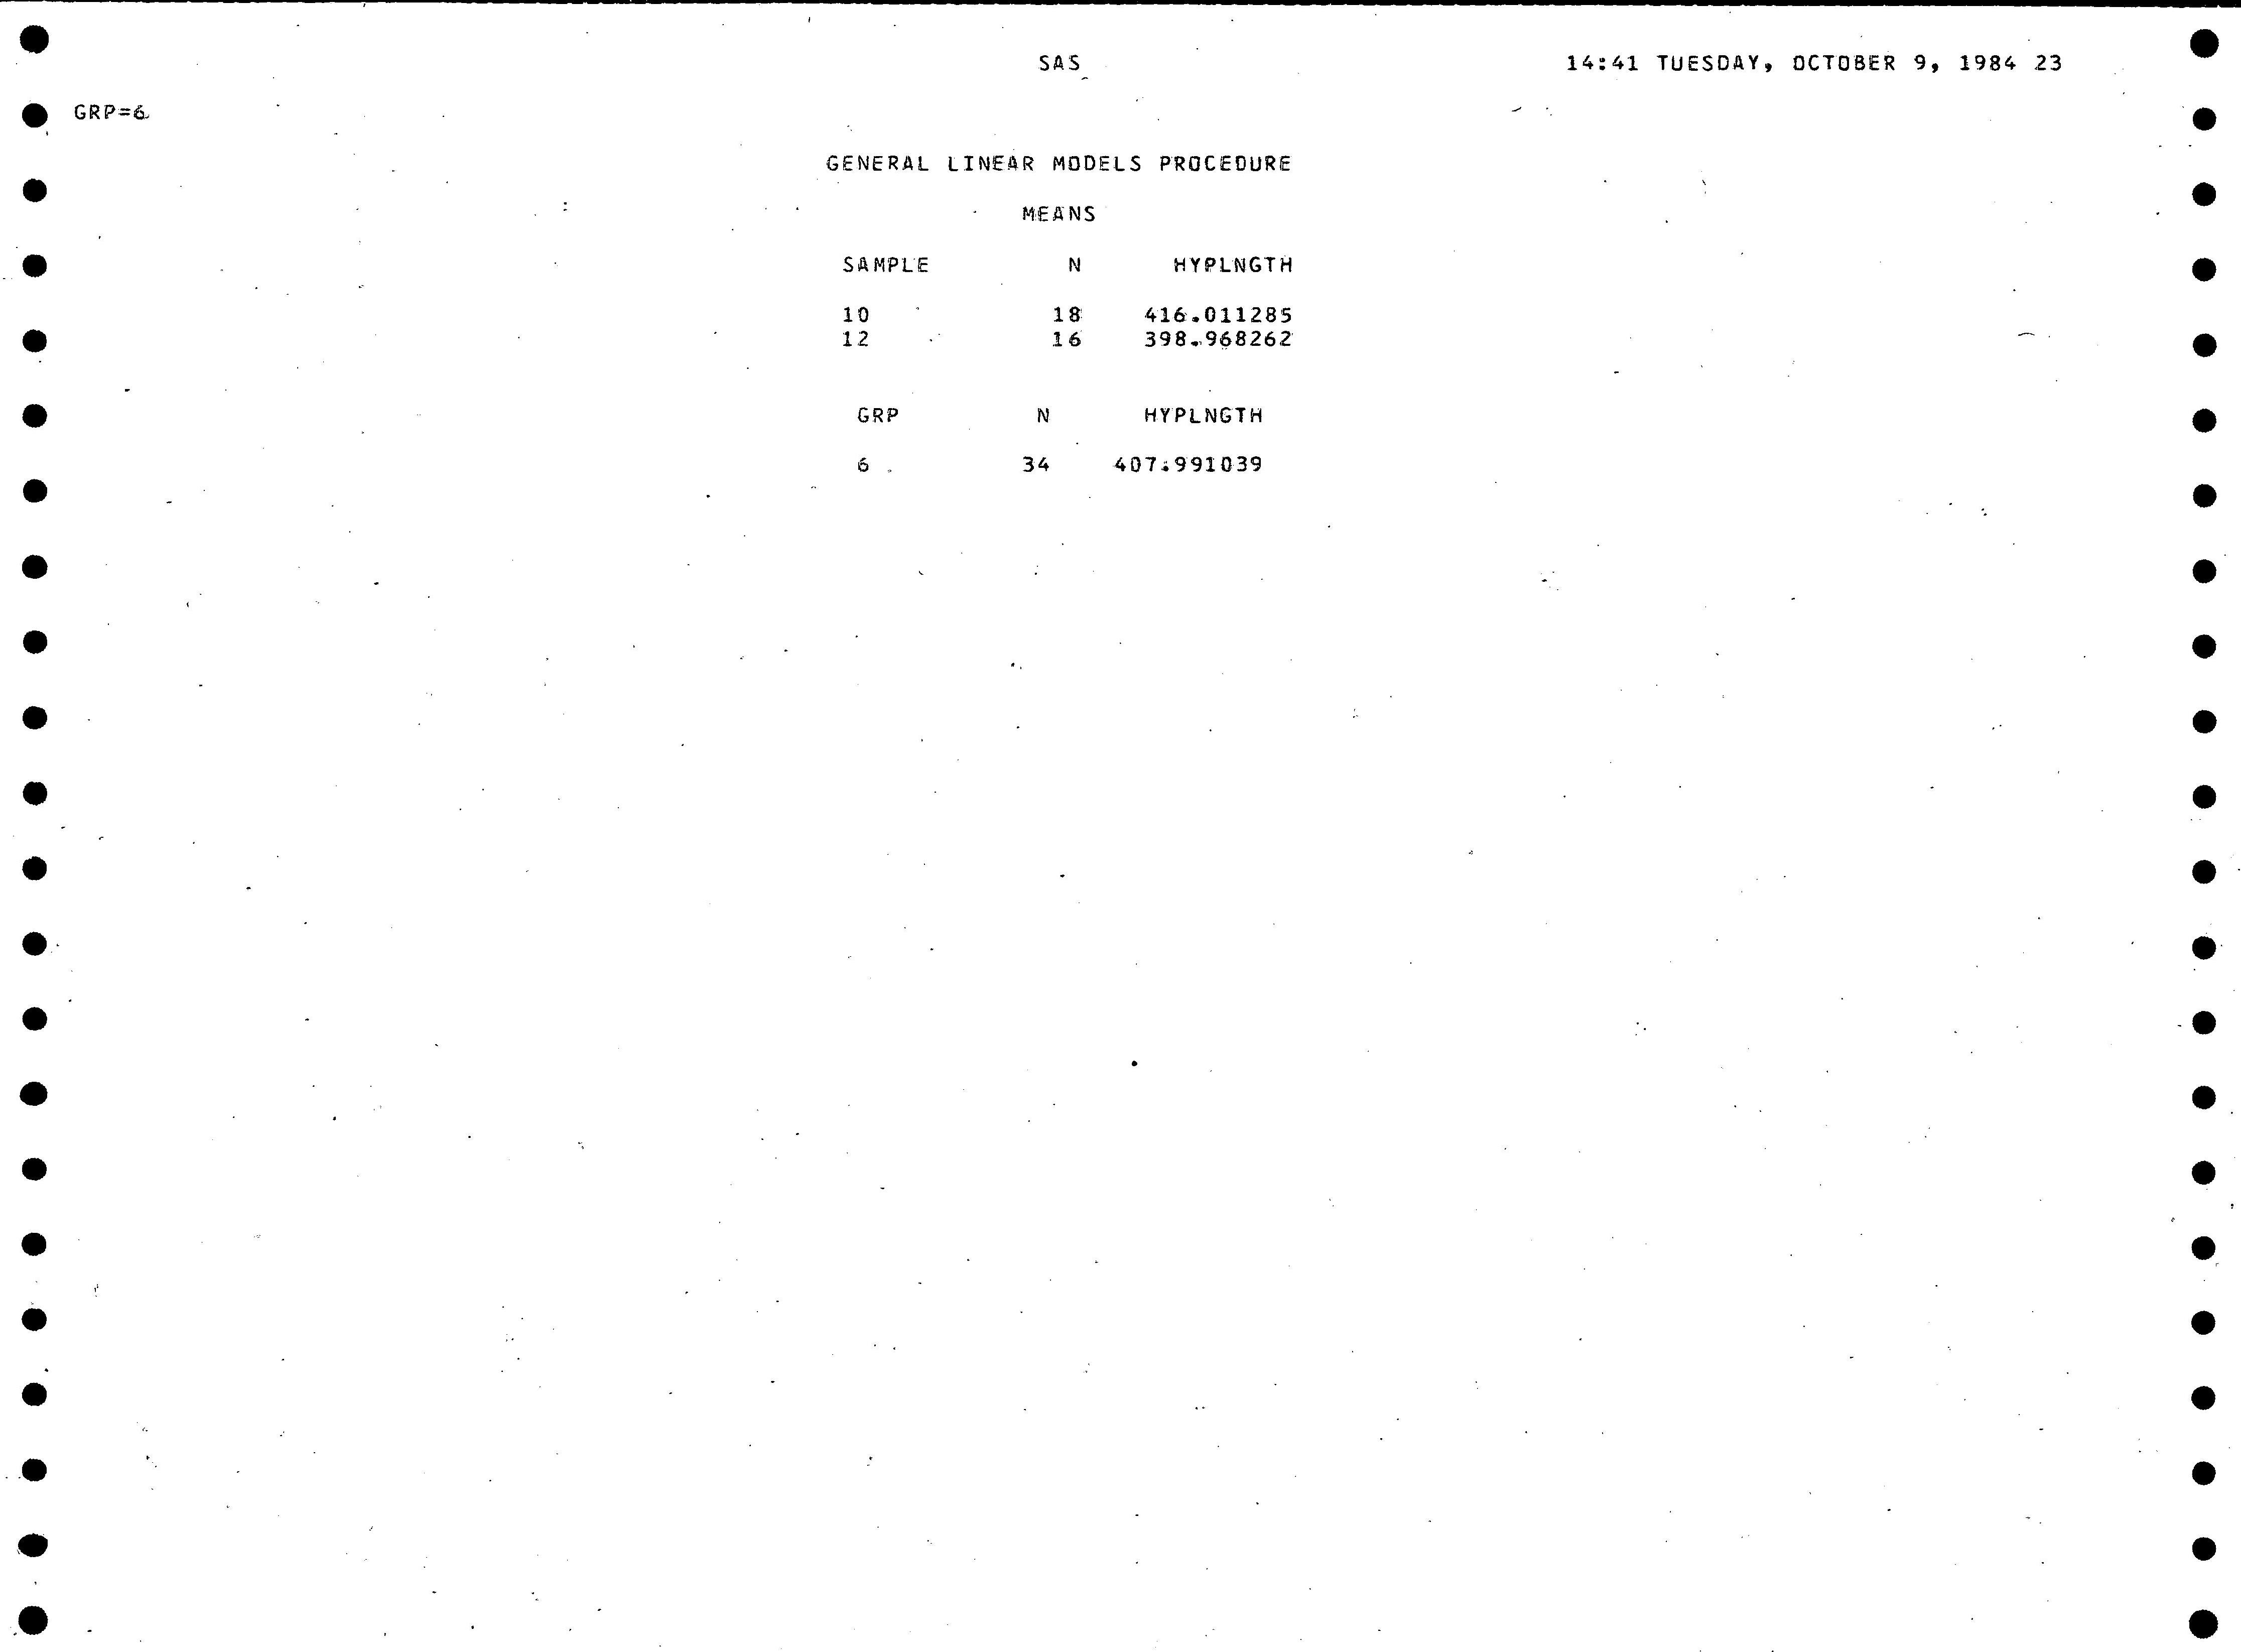 SAS 14:41 TUESDAY, OCTOBER 9, 1984 23
GRP=6
GENERAL LINEAR MODELS PROCEDURE
MEANS
SAMPLE N HYPLNGTH
10 18 416.011285
12 16 398.968262
GRP N HYPLNGTH
6 34 407.991039